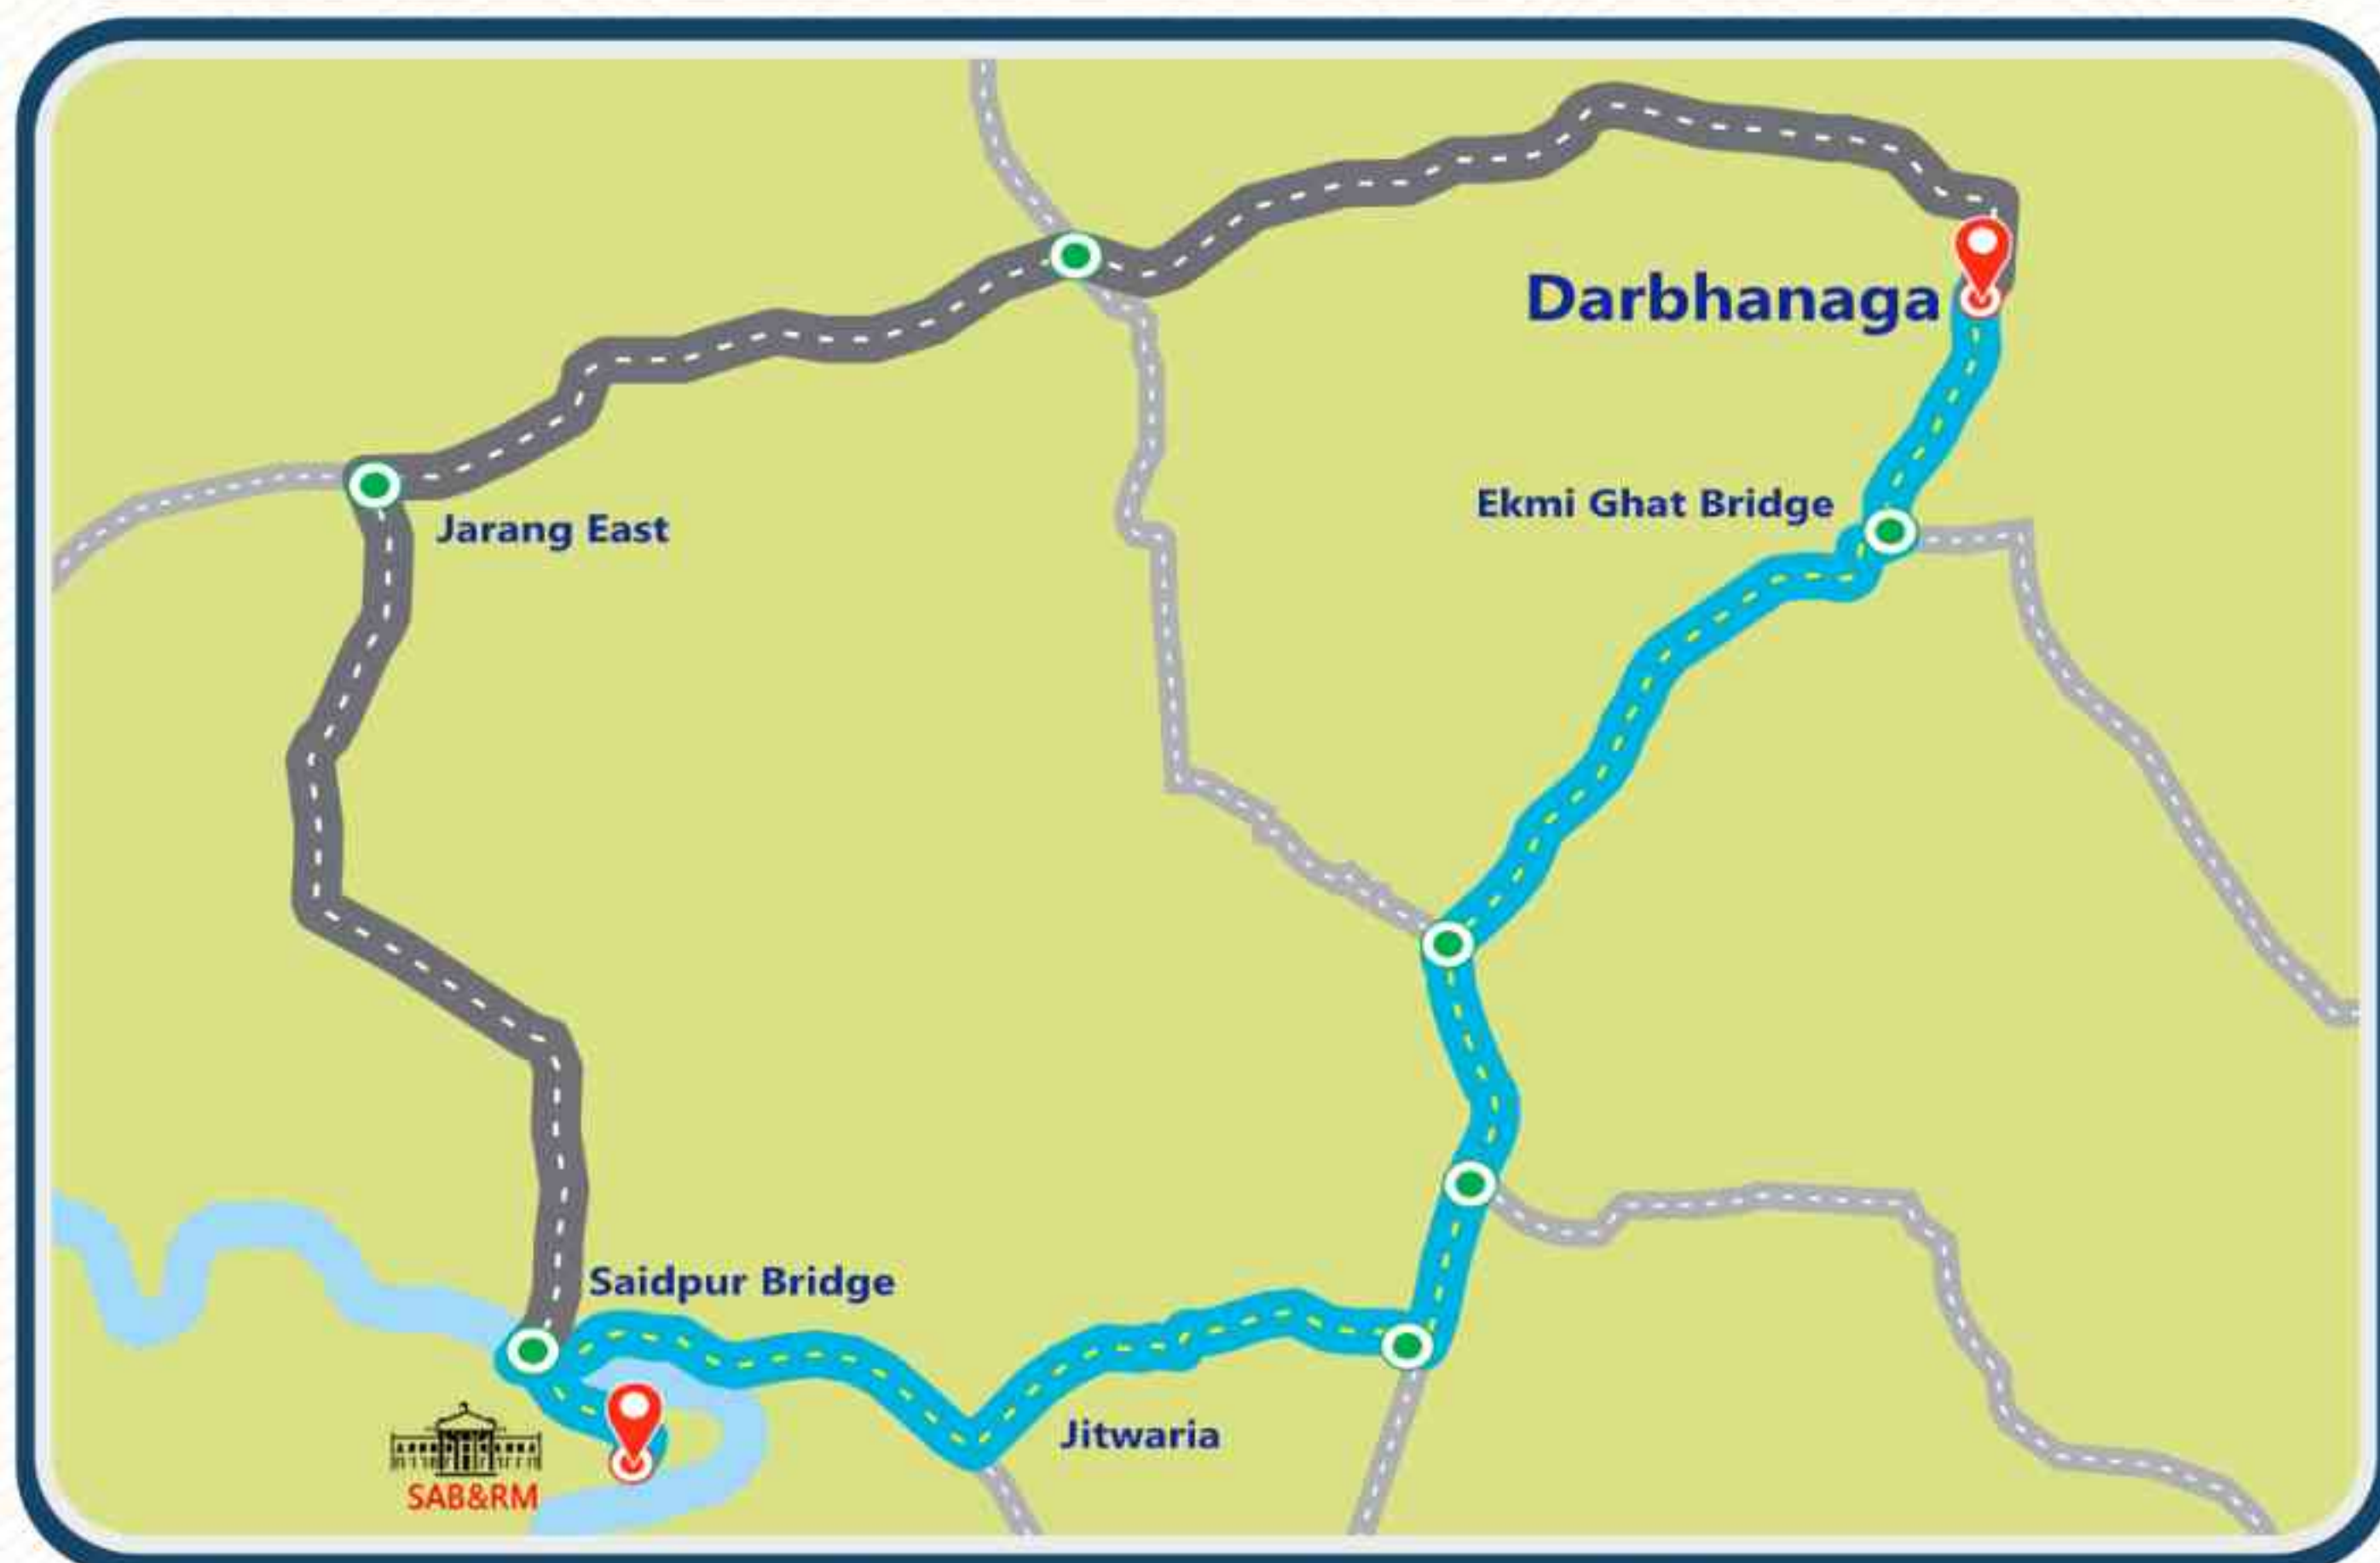 Darbhanaga
Ekmi Ghat Bridge
Jarang East
Saidpur Bridge
Jitwaria
SAB&RM